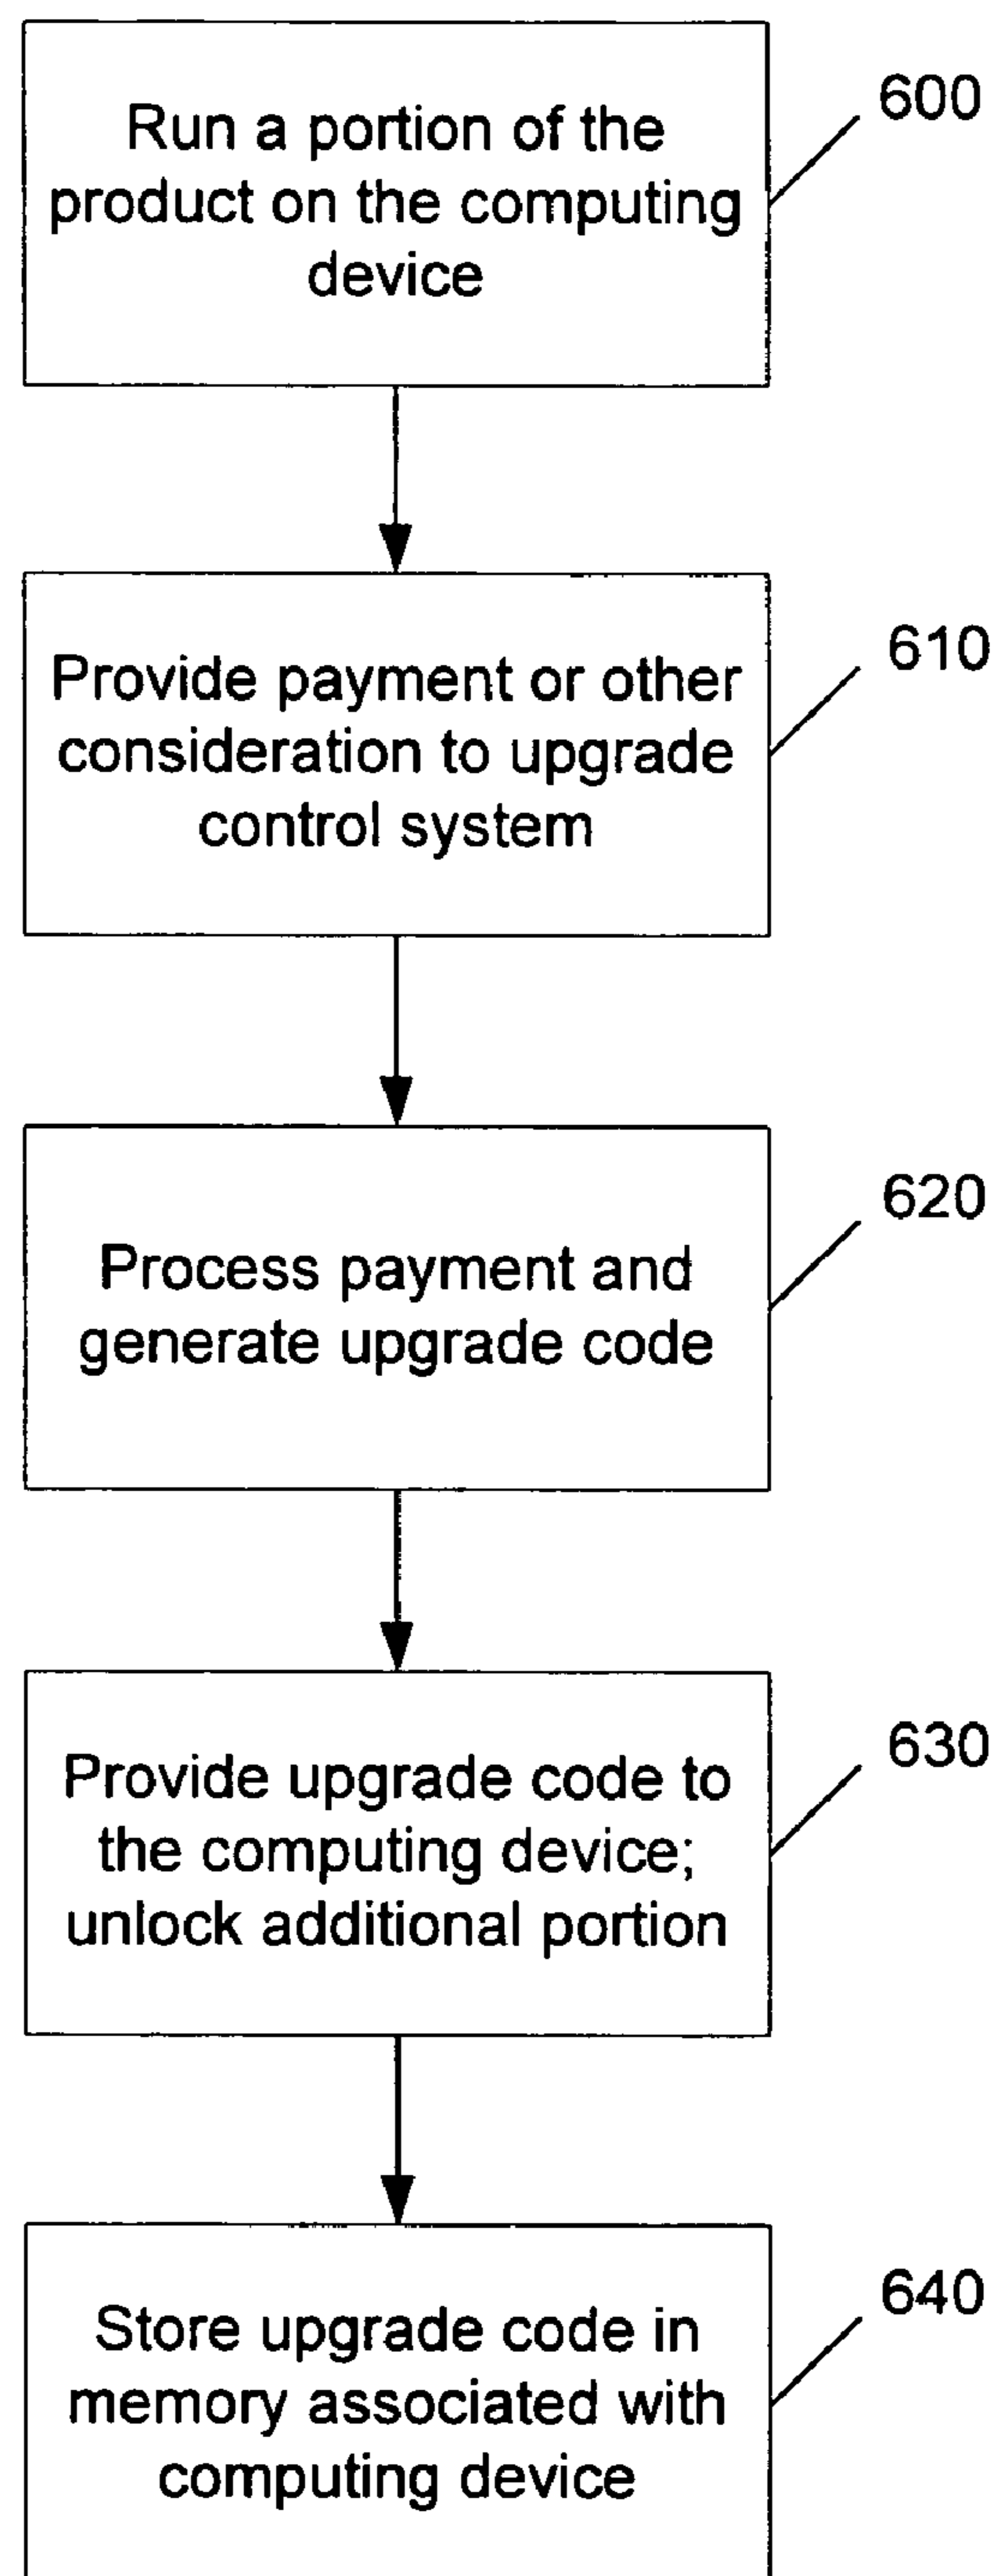 Run a portion of the
product on the computing
device
600
Provide payment or other
consideration to upgrade
control system
610
Process payment and
generate upgrade code
620
Provide upgrade code to
the computing device;
unlock additional portion
630
Store upgrade code in
memory associated with
computing device
640